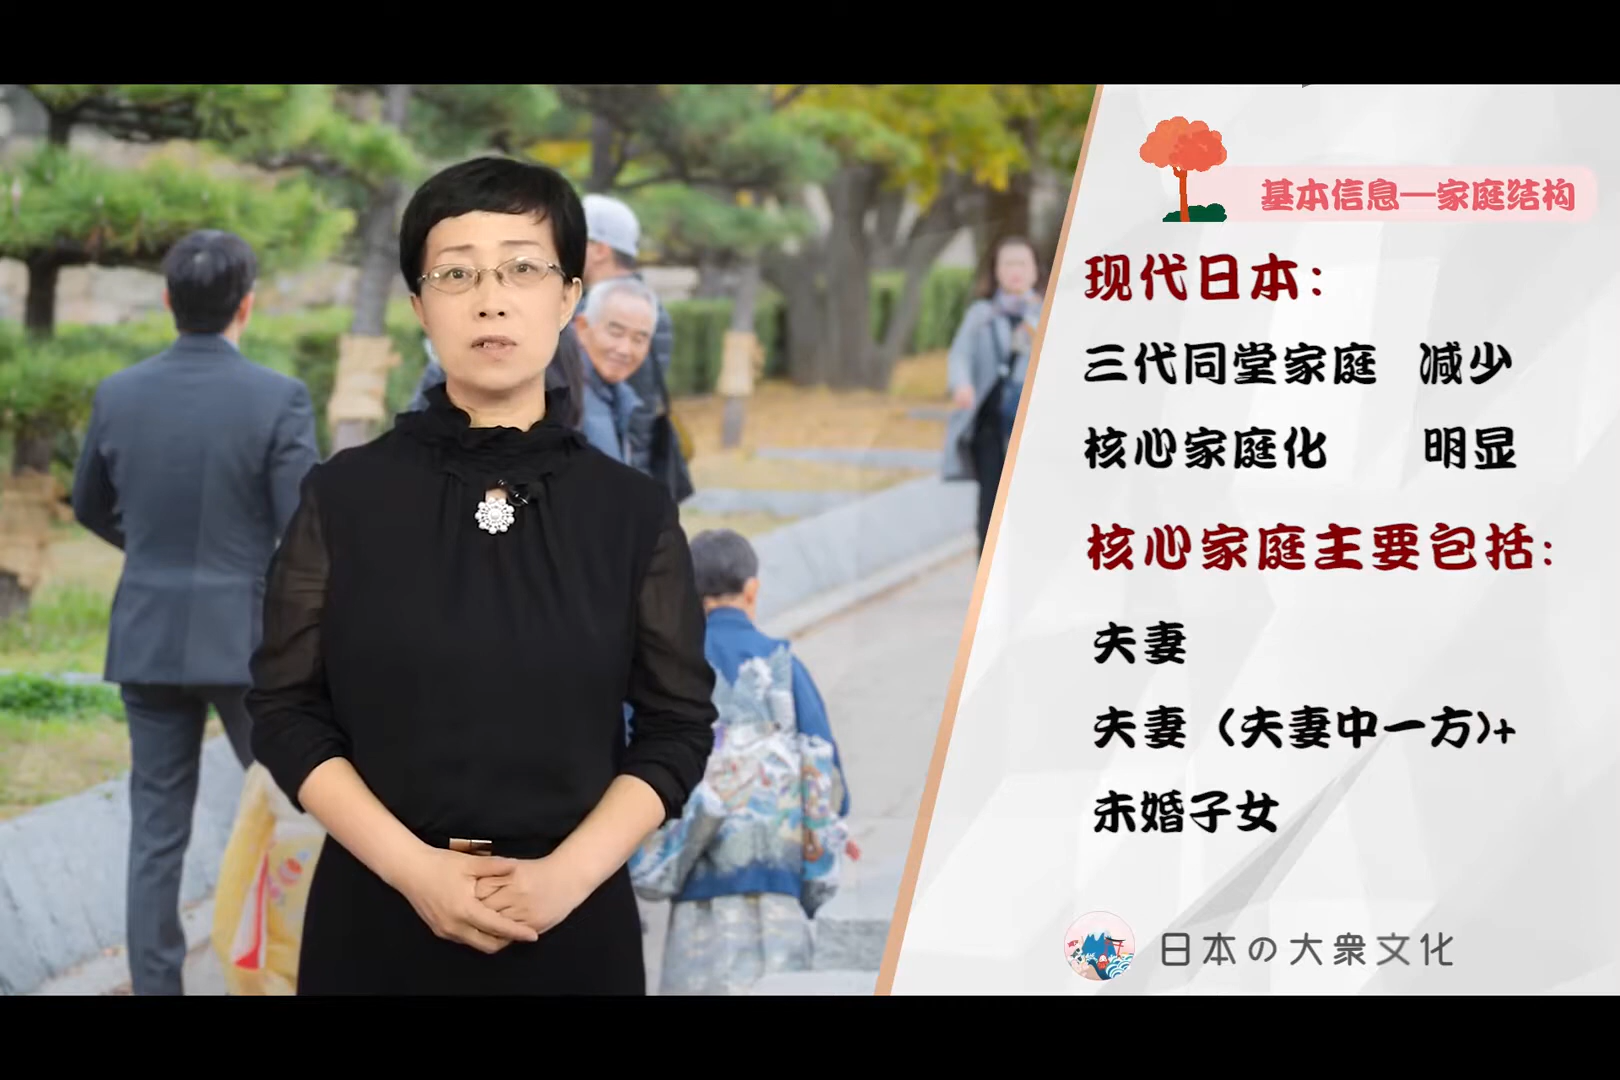 基本信息—家庭结构
现代日本：
三代同堂家庭 减少
核心家庭化 明显
核心家庭主要包括：
夫妻
夫妻（夫妻中一方)+
未婚子女
日本の大衆文化